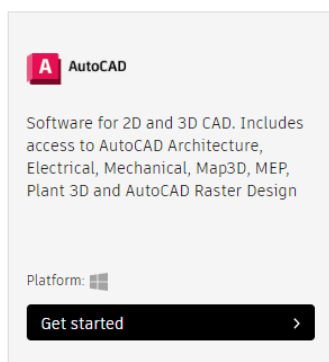 A AutoCAD
Software for 2D and 3D CAD. Includes
access to AutoCAD Architecture,
Electrical, Mechanical, Map3D, MEP,
Plant 3D and AutoCAD Raster Design
Platform:
Get started